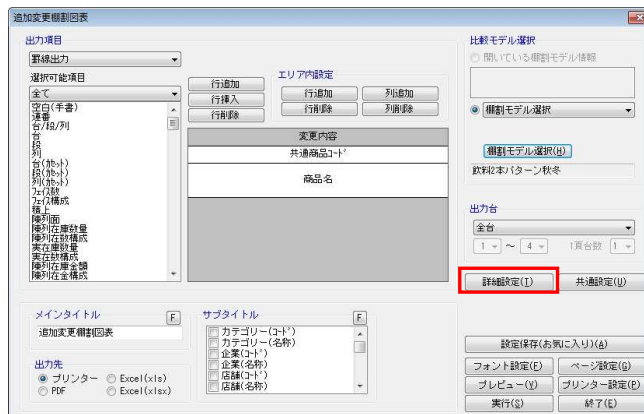 追加変更棚割図表
出力項目
罫線出力
選択可能項目
全て
空白(手書)
連番
台/段/列
台
段
列
台(ｶｾｯﾄ)
段(ｶｾｯﾄ)
列(ｶｾｯﾄ)
ﾌｪｲｽ数
ﾌｪｲｽ構成
積上
陳列面
陳列在庫数量
陳列在数構成
実在庫数量
実在数構成
陳列在庫金額
陳列在金構成
行追加
行挿入
行削除
エリア内設定
行追加
列追加
行削除
列削除
変更内容
共通商品ｺｰﾄﾞ
商品名
メインタイトル
F
追加変更棚割図表
出力先
プリンター
Excel(xls)
PDF
Excel(xlsx)
サブタイトル
F
カテゴリー(ｺｰﾄﾞ)
カテゴリー(名称)
企業(ｺｰﾄﾞ)
企業(名称)
店舗(ｺｰﾄﾞ)
店舗(名称)
比較モデル選択
開いている棚割モデル情報
棚割モデル選択
棚割モデル選択(H)
飲料2本パターン秋冬
出力台
全台
1 ～ 4 1頁台数 1
詳細設定(T)
共通設定(U)
設定保存(お気に入り)(A)
フォント設定(F)
ページ設定(G)
プレビュー(V)
プリンター設定(P)
実行(S)
終了(E)